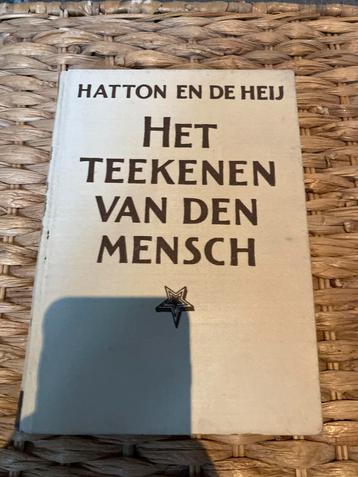 HATTON EN DE HEIJ
HET
TEEKENEN
VAN DEN
MENSCH